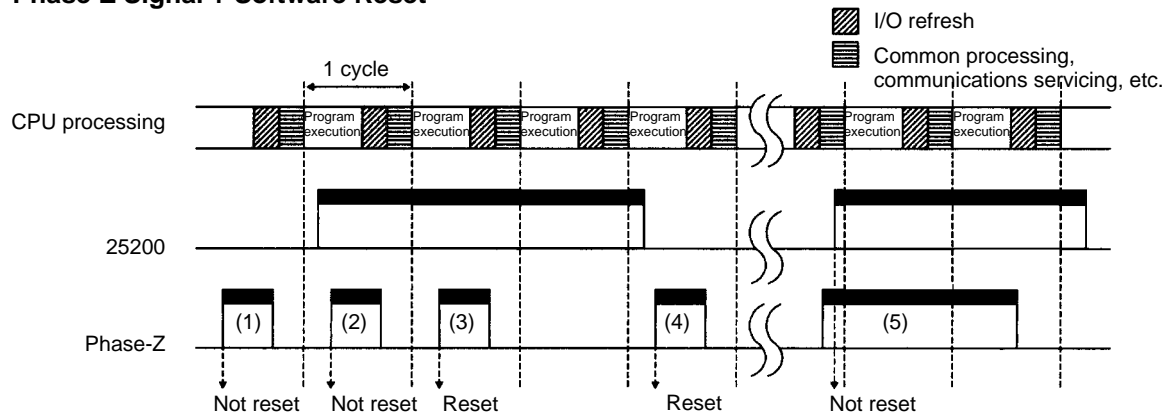 Phase-Z Signal + Software Reset
I/O refresh
Common processing,
communications servicing, etc.
1 cycle
CPU processing
Program
execution
Program
execution
Program
execution
Program
execution
Program
execution
Program
execution
25200
(1)
(2)
(3)
(4)
(5)
Phase-Z
Not reset
Not reset
Reset
Reset
Not reset